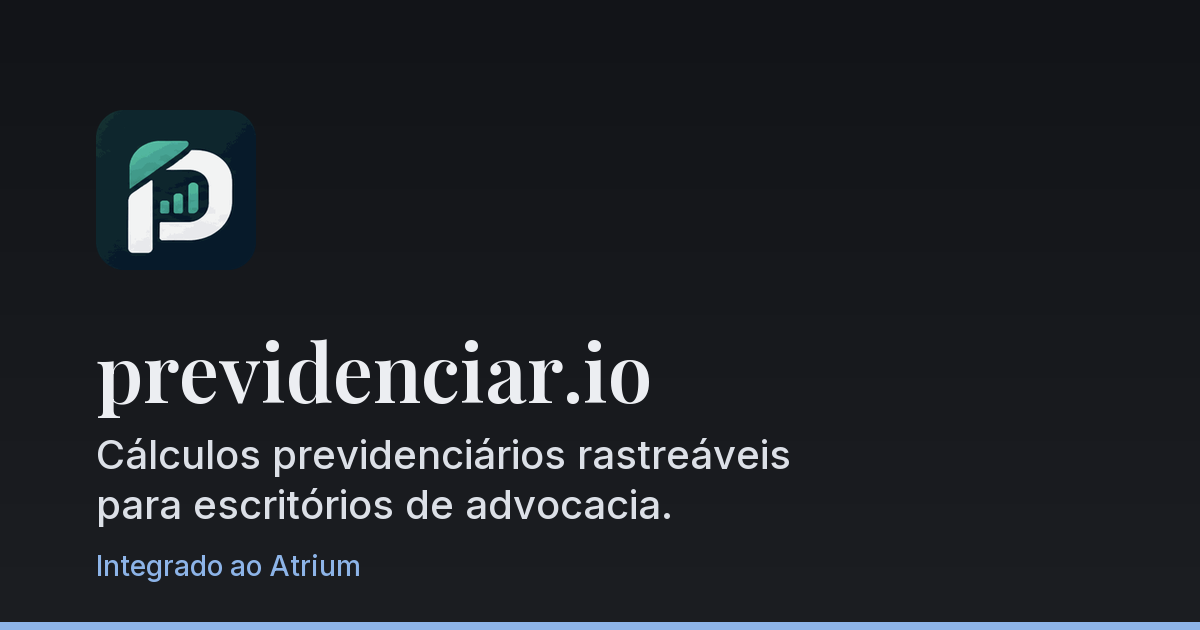 previdenciar.io
Cálculos previdenciários rastreáveis
para escritórios de advocacia.
Integrado ao Atrium